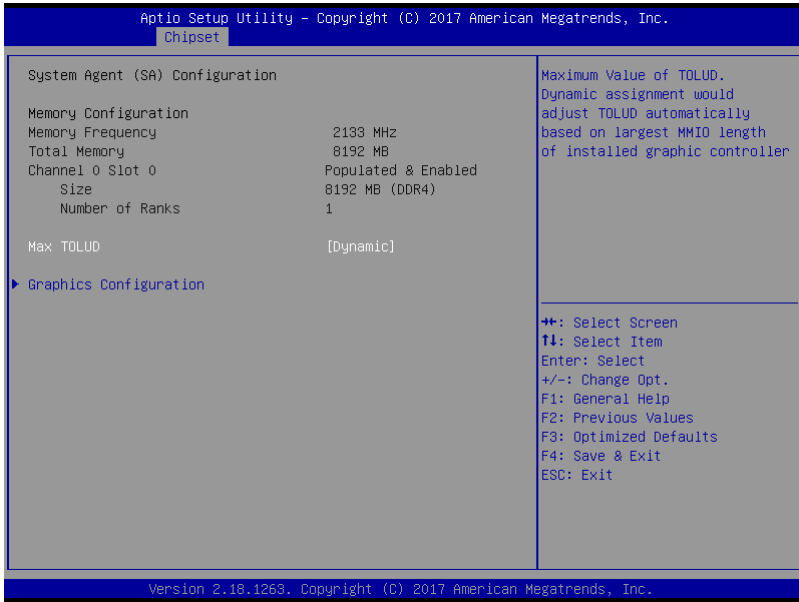 Aptio Setup Utility – Copyright (C) 2017 American Megatrends, Inc.
Chipset
System Agent (SA) Configuration
Memory Configuration
Memory Frequency 2133 MHz
Total Memory 8192 MB
Channel 0 Slot 0 Populated & Enabled
Size 8192 MB (DDR4)
Number of Ranks 1
Max TOLUD [Dynamic]
Graphics Configuration
Maximum Value of TOLUD.
Dynamic assignment would
adjust TOLUD automatically
based on largest MMIO length
of installed graphic controller
→←: Select Screen
↑↓: Select Item
Enter: Select
+/-: Change Opt.
F1: General Help
F2: Previous Values
F3: Optimized Defaults
F4: Save & Exit
ESC: Exit
Version 2.18.1263. Copyright (C) 2017 American Megatrends, Inc.